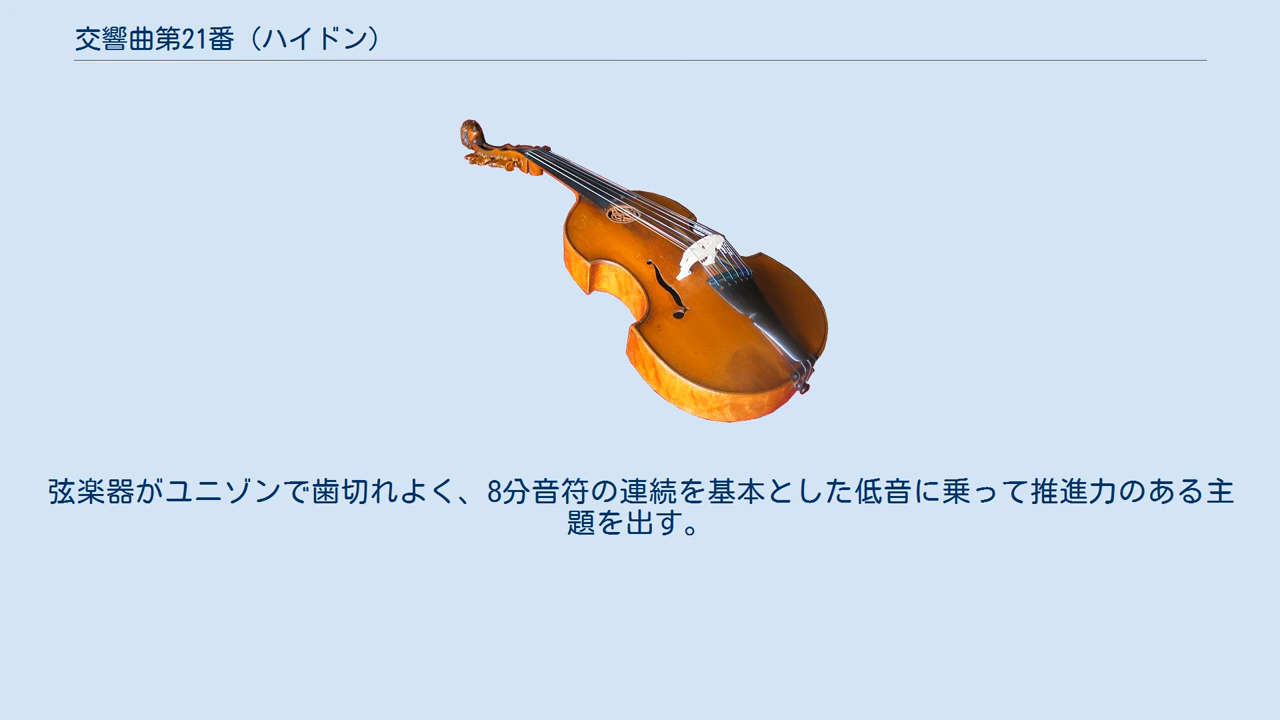 交響曲第21番（ハイドン）
弦楽器がユニゾンで歯切れよく、8分音符の連続を基本とした低音に乗って推進力のある主
題を出す。